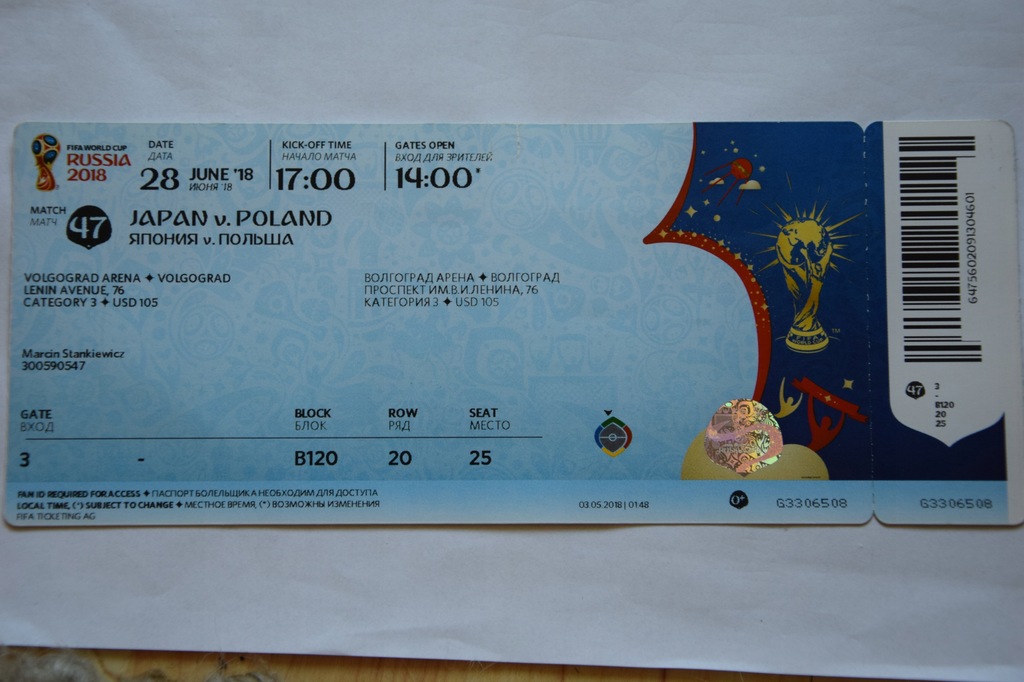 FIFA WORLD CUP
RUSSIA
2018
DATE
ДАТА
28 JUNE '18
ИЮНЯ '18
KICK-OFF TIME
НАЧАЛО МАТЧА
17:00
GATES OPEN
ВХОД ДЛЯ ЗРИТЕЛЕЙ
14:00*
MATCH
МАТЧ
47
JAPAN v. POLAND
ЯПОНИЯ v. ПОЛЬША
VOLGOGRAD ARENA ✦ VOLGOGRAD
LENIN AVENUE, 76
CATEGORY 3 ✦ USD 105
ВОЛГОГРАД АРЕНА ✦ ВОЛГОГРАД
ПРОСПЕКТ ИМ.В.И.ЛЕНИНА, 76
КАТЕГОРИЯ 3 ✦ USD 105
Marcin Stankiewicz
300590547
GATE
ВХОД
BLOCK
БЛОК
ROW
РЯД
SEAT
МЕСТО
3 - B120 20 25
FAN ID REQUIRED FOR ACCESS ✦ ПАСПОРТ БОЛЕЛЬЩИКА НЕОБХОДИМ ДЛЯ ДОСТУПА
LOCAL TIME, (*) SUBJECT TO CHANGE ✦ МЕСТНОЕ ВРЕМЯ, (*) ВОЗМОЖНЫ ИЗМЕНЕНИЯ
FIFA TICKETING AG
03.05.2018 | 01:48
0+
G3306508
TM
6475602091304601
47
3
-
B120
20
25
G3306508